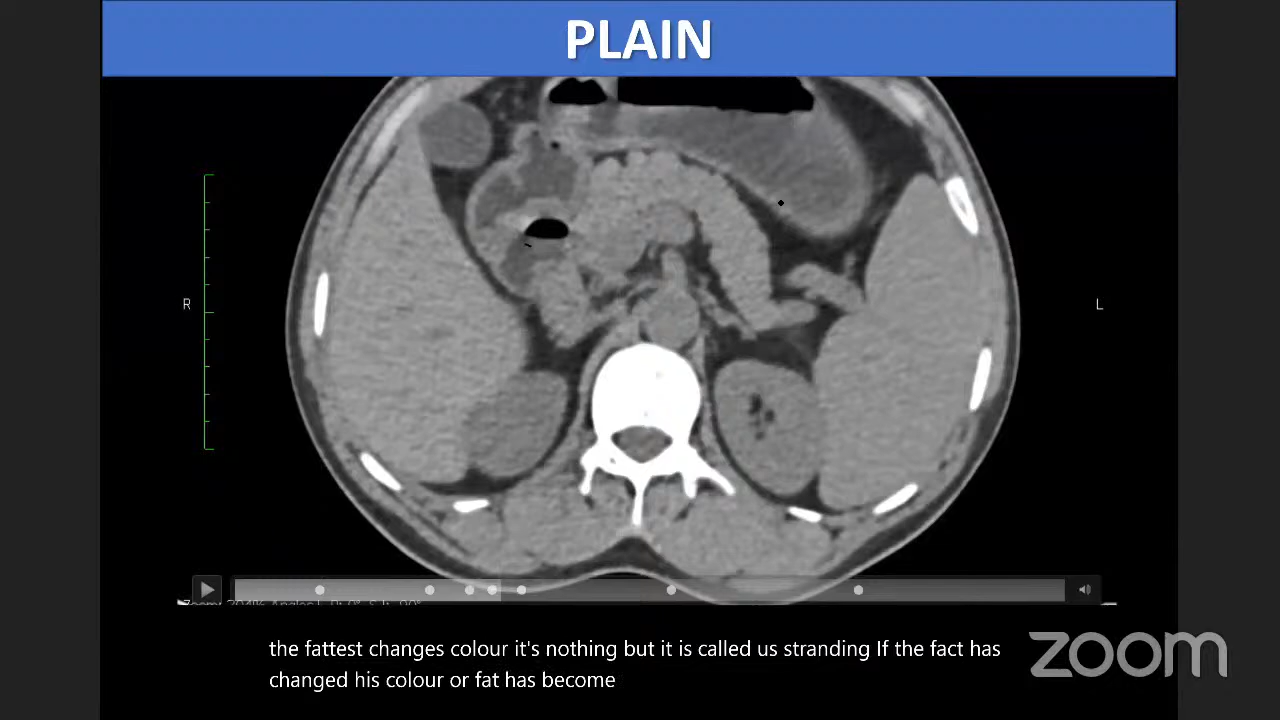 PLAIN
R
L
the fattest changes colour it's nothing but it is called us stranding If the fact has
changed his colour or fat has become
zoom